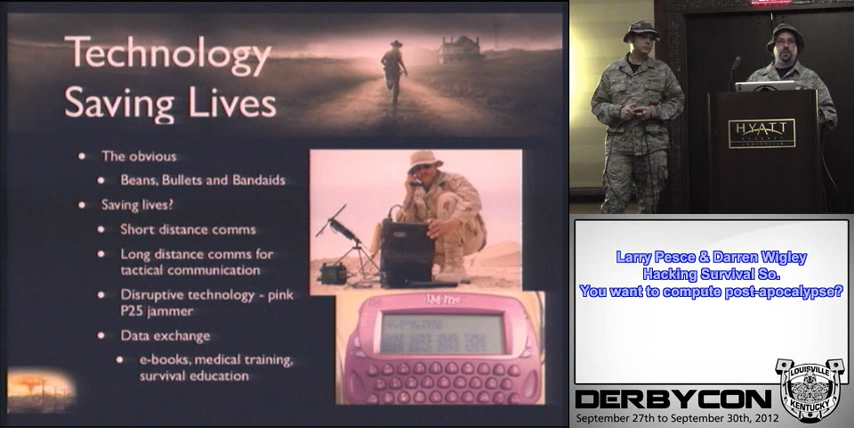 Technology
Saving Lives
The obvious
Beans, Bullets and Bandaids
Saving lives?
Short distance comms
Long distance comms for
tactical communication
Disruptive technology - pink
P25 jammer
Data exchange
e-books, medical training,
survival education
IM-me
HYATT
Larry Pesce & Darren Wigley
Hacking Survival So.
You want to compute post-apocalypse?
DERBYCON
September 27th to September 30th, 2012
LOUISVILLE
KENTUCKY